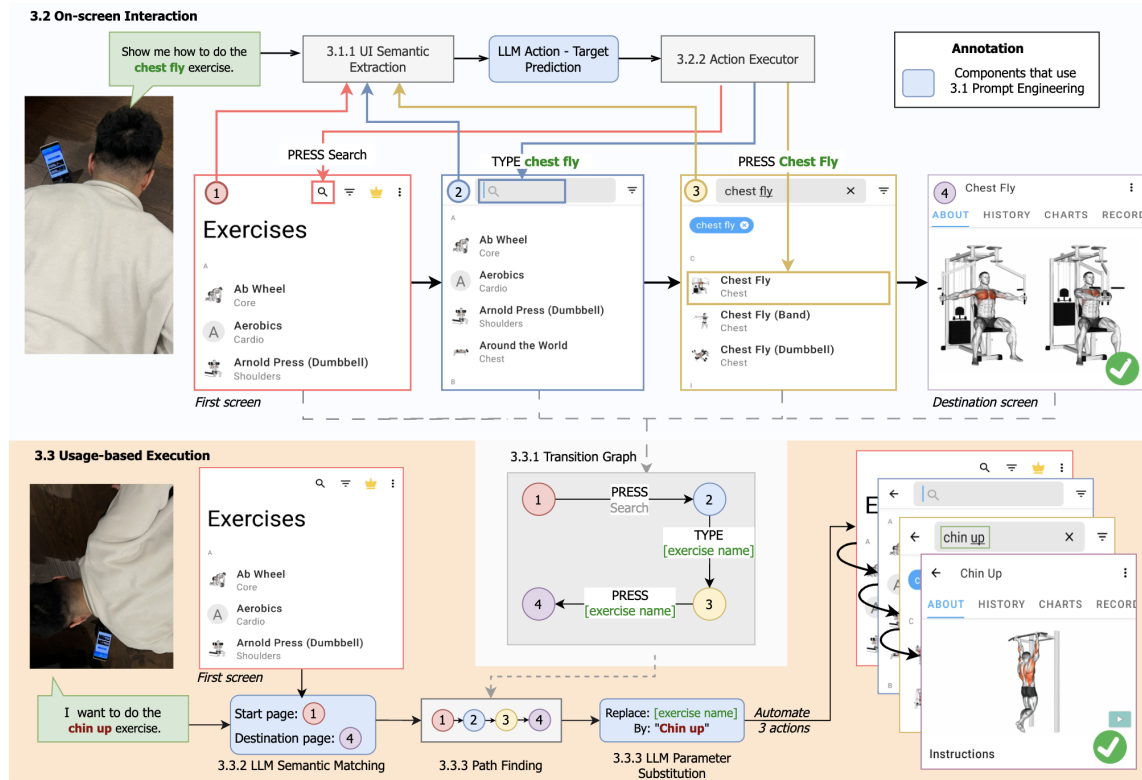 3.2 On-screen Interaction
Show me how to do the
chest fly exercise.
3.1.1 UI Semantic
Extraction
LLM Action - Target
Prediction
3.2.2 Action Executor
Annotation
Components that use
3.1 Prompt Engineering
PRESS Search
TYPE chest fly
PRESS Chest Fly
1
Exercises
A
Ab Wheel
Core
A
Aerobics
Cardio
Arnold Press (Dumbbell)
Shoulders
First screen
2
A
Ab Wheel
Core
A
Aerobics
Cardio
Arnold Press (Dumbbell)
Shoulders
Around the World
Chest
B
3
chest fly
chest fly
C
Chest Fly
Chest
Chest Fly (Band)
Chest
Chest Fly (Dumbbell)
Chest
I
4
Chest Fly
ABOUT HISTORY CHARTS RECORD
Destination screen
3.3 Usage-based Execution
Exercises
A
Ab Wheel
Core
A
Aerobics
Cardio
Arnold Press (Dumbbell)
Shoulders
First screen
I want to do the
chin up exercise.
Start page: 1
Destination page: 4
3.3.2 LLM Semantic Matching
3.3.1 Transition Graph
1
PRESS
Search
2
TYPE
[exercise name]
3
PRESS
[exercise name]
4
1 2 3 4
3.3.3 Path Finding
Replace: [exercise name]
By: "Chin up"
3.3.3 LLM Parameter
Substitution
Automate
3 actions
E
A
A
B
chin up
C
Chin Up
ABOUT HISTORY CHARTS RECORD
Instructions